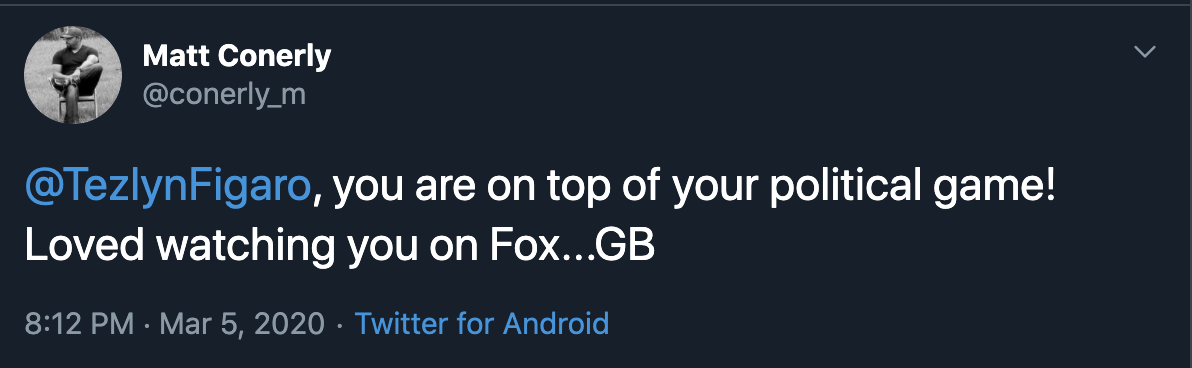 Matt Conerly
@conerly_m
@TezlynFigaro, you are on top of your political game!
Loved watching you on Fox...GB
8:12 PM · Mar 5, 2020 · Twitter for Android